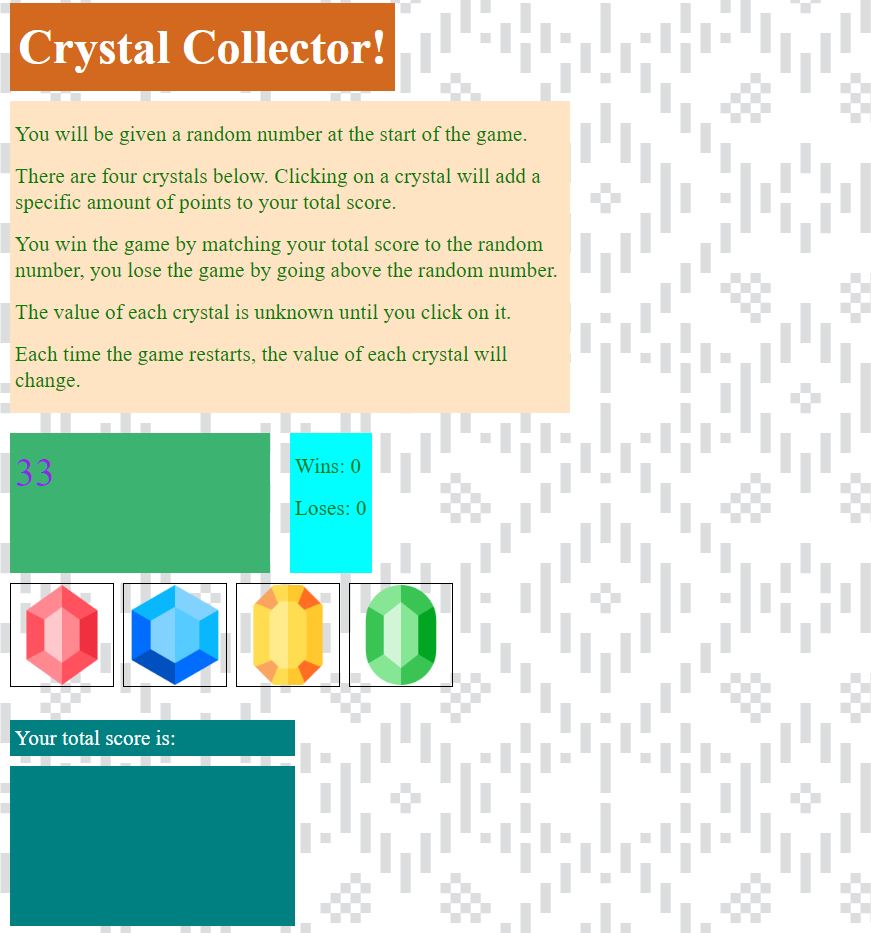 Crystal Collector!
You will be given a random number at the start of the game.
There are four crystals below. Clicking on a crystal will add a
specific amount of points to your total score.
You win the game by matching your total score to the random
number, you lose the game by going above the random number.
The value of each crystal is unknown until you click on it.
Each time the game restarts, the value of each crystal will
change.
33
Wins: 0
Loses: 0
Your total score is: